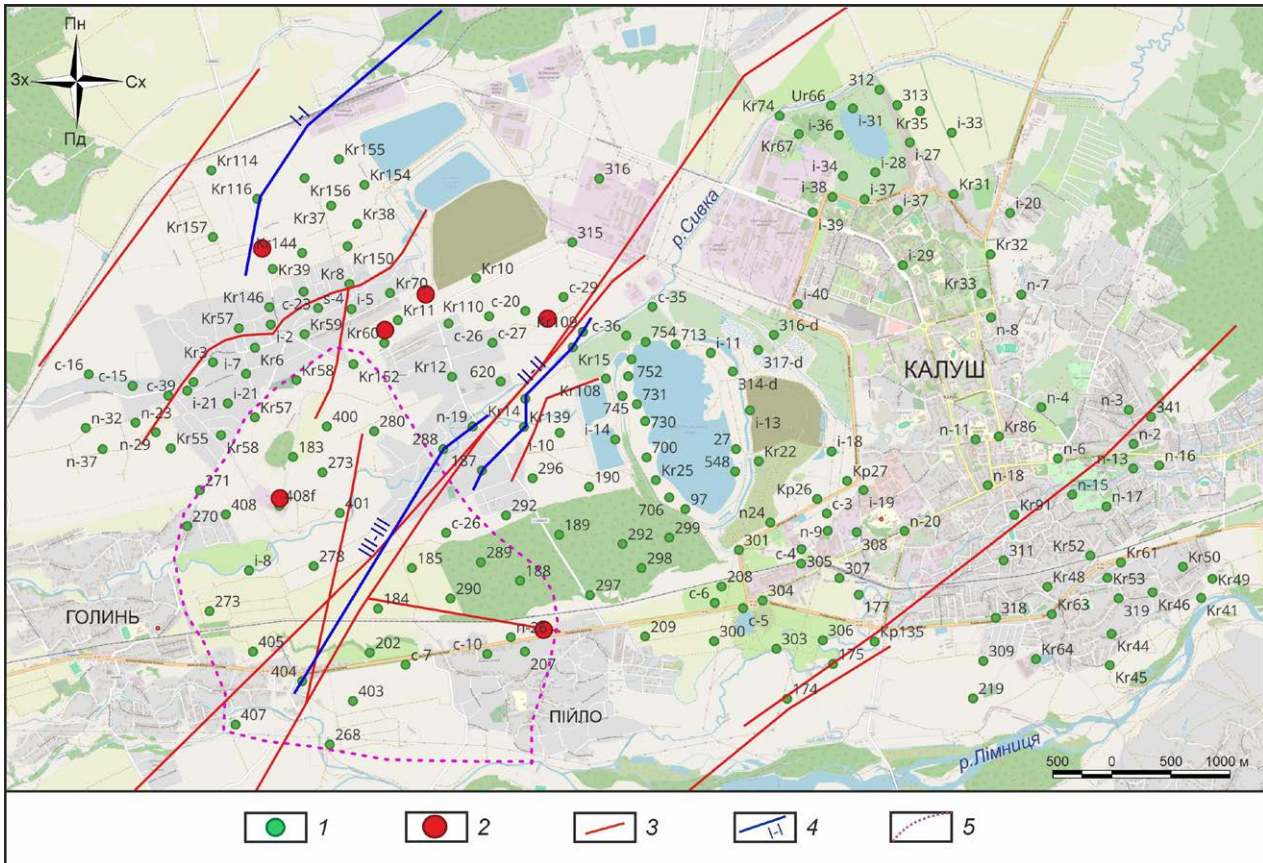 Пн
Зх
Сх
Пд
I-I
312
Ur66
313
Kr74
i-31
Kr35
i-36
i-33
Kr67
i-27
Kr155
Kr114
i-34
i-28
316
Kr154
Kr116
Kr156
i-38
i-37
Kr31
Kr37
i-37
i-20
Kr38
i-39
Kr157
р.Сивка
315
Kr144
Kr32
Kr150
i-29
Kr39
Kr8
Kr10
Kr33
n-7
Kr70
c-29
Kr146
c-23
s-4
i-5
Kr110
c-20
c-35
i-40
Kr57
Kr11
Kr109
n-8
i-2
Kr59
Kr60
c-26
c-27
c-36
754
713
316-d
Kr3
i-11
317-d
Kr6
Kr15
c-16
i-7
II-II
КАЛУШ
c-15
Kr58
Kr152
Kr12
620
752
314-d
c-39
Kr108
i-21
i-21
745
731
n-4
n-3
n-32
n-23
Kr57
400
280
n-19
Kr14
730
i-13
341
n-29
Kr55
Kr58
288
Kr139
i-14
n-11
Kr86
n-2
n-37
183
i-10
700
27
i-18
n-6
n-13
n-16
273
187
548
Kr22
271
296
190
Kr25
Kp27
n-18
n-15
408
408f
Kp26
i-19
n-17
270
401
292
706
97
c-3
Kr91
c-26
n24
n-9
n-20
III-III
189
292
299
308
i-8
278
185
289
301
c-4
305
311
Kr52
Kr61
Kr50
188
298
307
273
290
297
208
Kr48
Kr53
Kr49
ГОЛИНЬ
184
c-6
304
177
Kr63
319
Kr41
c-5
318
405
202
n-26
209
300
306
Kp135
c-10
303
Kr44
c-7
207
175
309
Kr64
Kr45
404
403
174
219
407
ПІЙЛО
268
р.Лімниця
500 0 500 1000 м
1
2
3
I-I
4
5